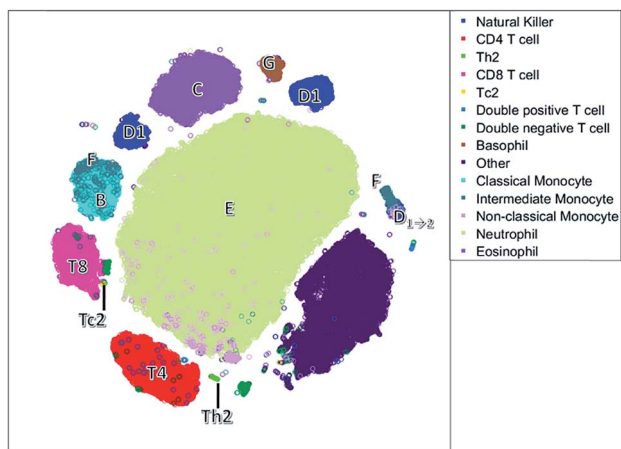 G
C
D1
D1
F
B
E
F
D1→2
T8
Tc2
T4
Th2
Natural Killer
CD4 T cell
Th2
CD8 T cell
Tc2
Double positive T cell
Double negative T cell
Basophil
Other
Classical Monocyte
Intermediate Monocyte
Non-classical Monocyte
Neutrophil
Eosinophil